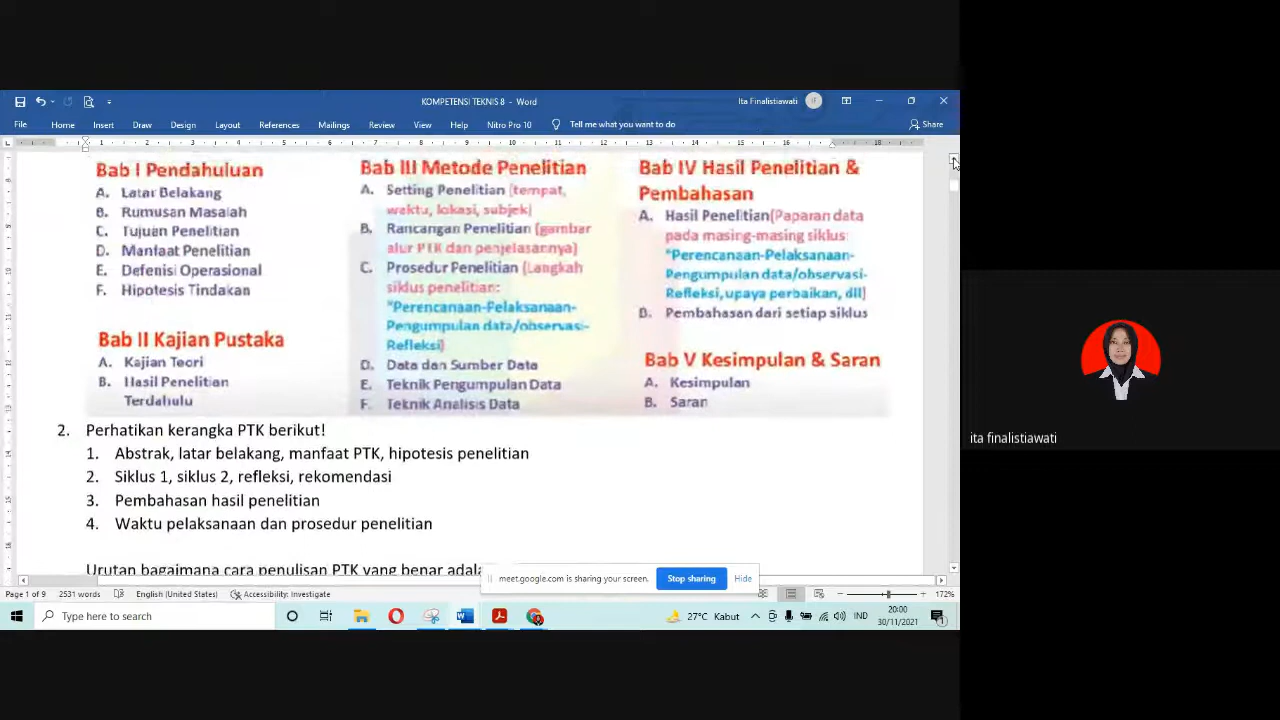 KOMPETENSI TEKNIS 8 - Word
Ita Finalistiawati
IF
File Home Insert Draw Design Layout References Mailings Review View Help Nitro Pro 10 Tell me what you want to do Share
Bab I Pendahuluan
A. Latar Belakang
B. Rumusan Masalah
C. Tujuan Penelitian
D. Manfaat Penelitian
E. Defenisi Operasional
F. Hipotesis Tindakan
Bab II Kajian Pustaka
A. Kajian Teori
B. Hasil Penelitian
Terdahulu
Bab III Metode Penelitian
A. Setting Penelitian (tempat,
waktu, lokasi, subjek)
B. Rancangan Penelitian (gambar
alur PTK dan penjelasannya)
C. Prosedur Penelitian (Langkah
siklus penelitian:
"Perencanaan-Pelaksanaan-
Pengumpulan data/observasi-
Refleksi)
D. Data dan Sumber Data
E. Teknik Pengumpulan Data
F. Teknik Analisis Data
Bab IV Hasil Penelitian &
Pembahasan
A. Hasil Penelitian(Paparan data
pada masing-masing siklus:
"Perencanaan-Pelaksanaan-
Pengumpulan data/observasi-
Refleksi, upaya perbaikan, dll)
B. Pembahasan dari setiap siklus
Bab V Kesimpulan & Saran
A. Kesimpulan
B. Saran
2. Perhatikan kerangka PTK berikut!
1. Abstrak, latar belakang, manfaat PTK, hipotesis penelitian
2. Siklus 1, siklus 2, refleksi, rekomendasi
3. Pembahasan hasil penelitian
4. Waktu pelaksanaan dan prosedur penelitian
Urutan bagaimana cara penulisan PTK yang benar adala
meet.google.com is sharing your screen. Stop sharing Hide
Page 1 of 9 2531 words English (United States) Accessibility: Investigate 172%
Type here to search
27°C Kabut
IND
20:00
30/11/2021
ita finalistiawati